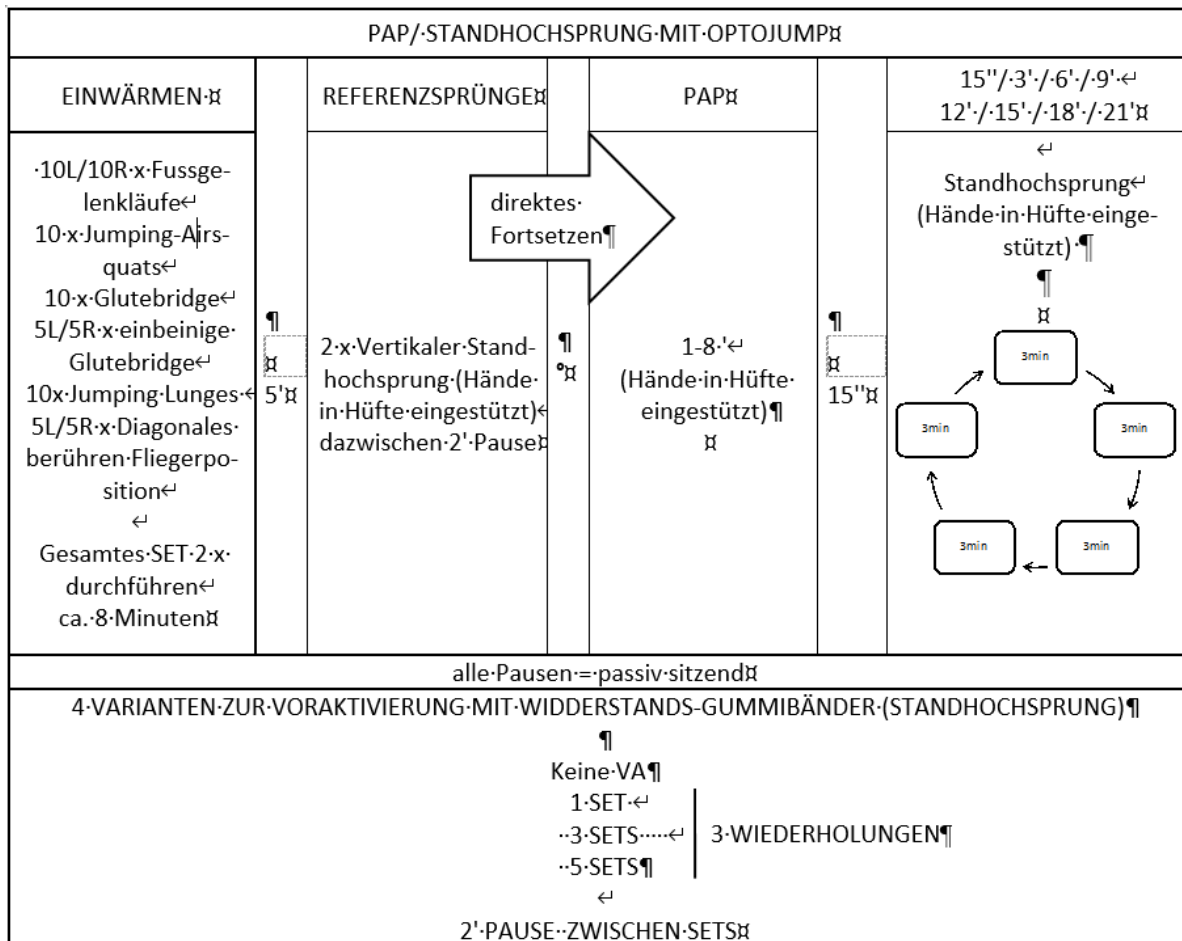 PAP/ STANDHOCHSPRUNG MIT OPTOJUMP¤
EINWÄRMEN ¤
REFERENZSPRÜNGE¤
PAP¤
15''/ 3' / 6' / 9' ↵
12' / 15' / 18' / 21'¤
10L/10R x Fussge-
lenkläufe↵
10 x Jumping-Airs-
quats↵
10 x Glutebridge↵
5L/5R x einbeinige
Glutebridge↵
10x Jumping Lunges ↵
5L/5R x Diagonales
berühren Fliegerpo-
sition↵
↵
Gesamtes SET 2 x
durchführen↵
ca. 8 Minuten¤
¶
¤
5'¤
2 x Vertikaler Stand-
hochsprung (Hände
in Hüfte eingestützt)↵
dazwischen 2' Pause¤
direktes
Fortsetzen¶
¶
°¤
1-8 '↵
(Hände in Hüfte
eingestützt)¶
¤
¶
¤
15''¤
↵
Standhochsprung↵
(Hände in Hüfte einge-
stützt) ¶
¶
¤
3min
3min
3min
3min
3min
alle Pausen = passiv sitzend¤
4 VARIANTEN ZUR VORAKTIVIERUNG MIT WIDDERSTANDS-GUMMIBÄNDER (STANDHOCHSPRUNG)¶
¶
Keine VA¶
1 SET ↵
3 SETS ↵
5 SETS¶
3 WIEDERHOLUNGEN¶
↵
2' PAUSE ZWISCHEN SETS¤